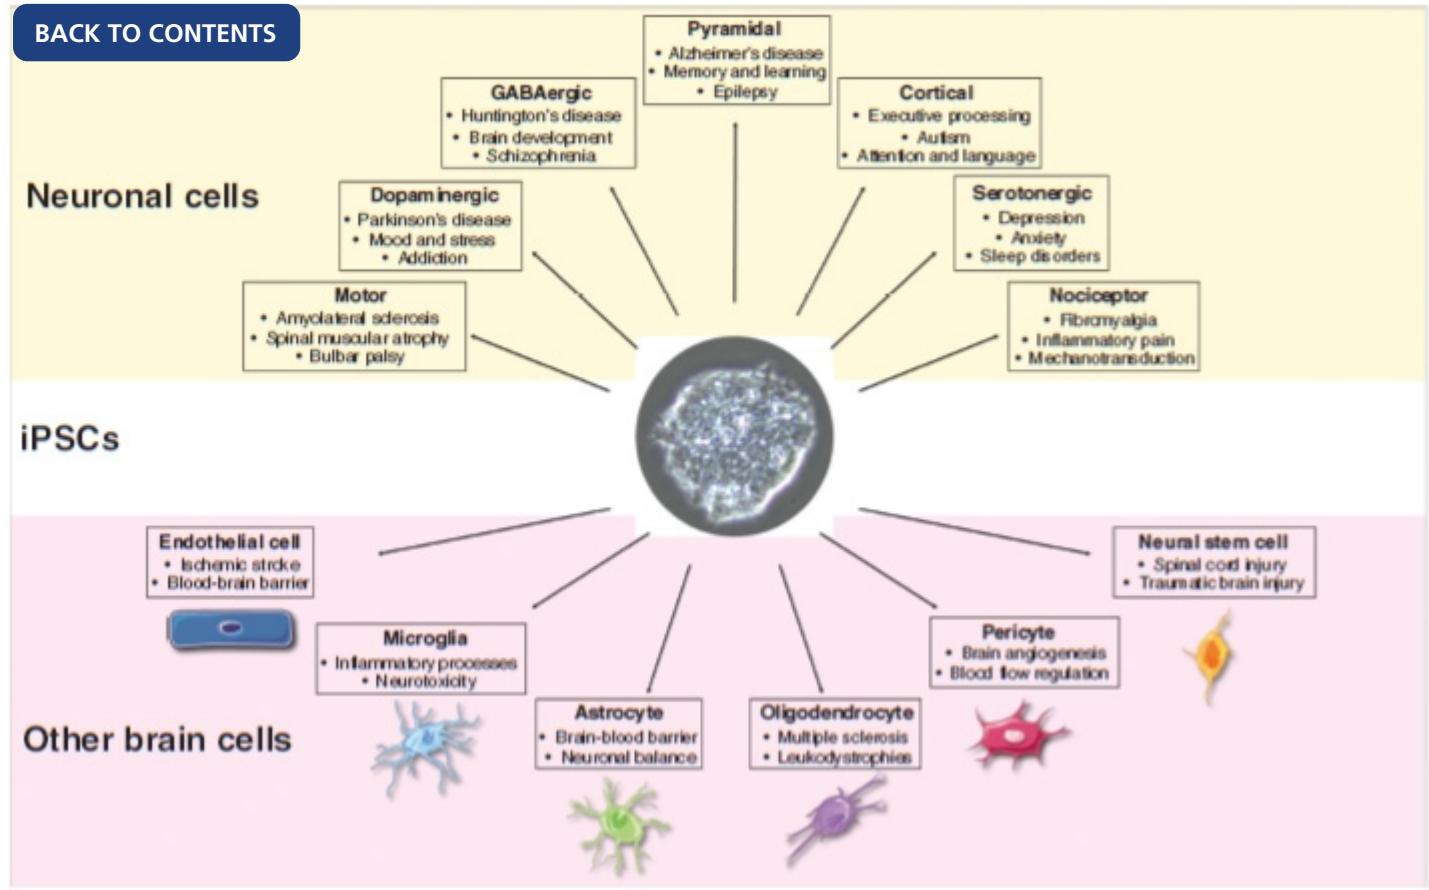 BACK TO CONTENTS
Pyramidal
• Alzheimer's disease
• Memory and learning
• Epilepsy
GABAergic
• Huntington's disease
• Brain development
• Schizophrenia
Cortical
• Executive processing
• Autism
• Attention and language
Neuronal cells
Dopaminergic
• Parkinson's disease
• Mood and stress
• Addiction
Serotonergic
• Depression
• Anxiety
• Sleep disorders
Motor
• Amyolateral sclerosis
• Spinal muscular atrophy
• Bulbar palsy
Nociceptor
• Fibromyalgia
• Inflammatory pain
• Mechanotransduction
iPSCs
Endothelial cell
• Ischemic stroke
• Blood-brain barrier
Neural stem cell
• Spinal cord injury
• Traumatic brain injury
Microglia
• Inflammatory processes
• Neurotoxicity
Pericyte
• Brain angiogenesis
• Blood flow regulation
Other brain cells
Astrocyte
• Brain-blood barrier
• Neuronal balance
Oligodendrocyte
• Multiple sclerosis
• Leukodystrophies